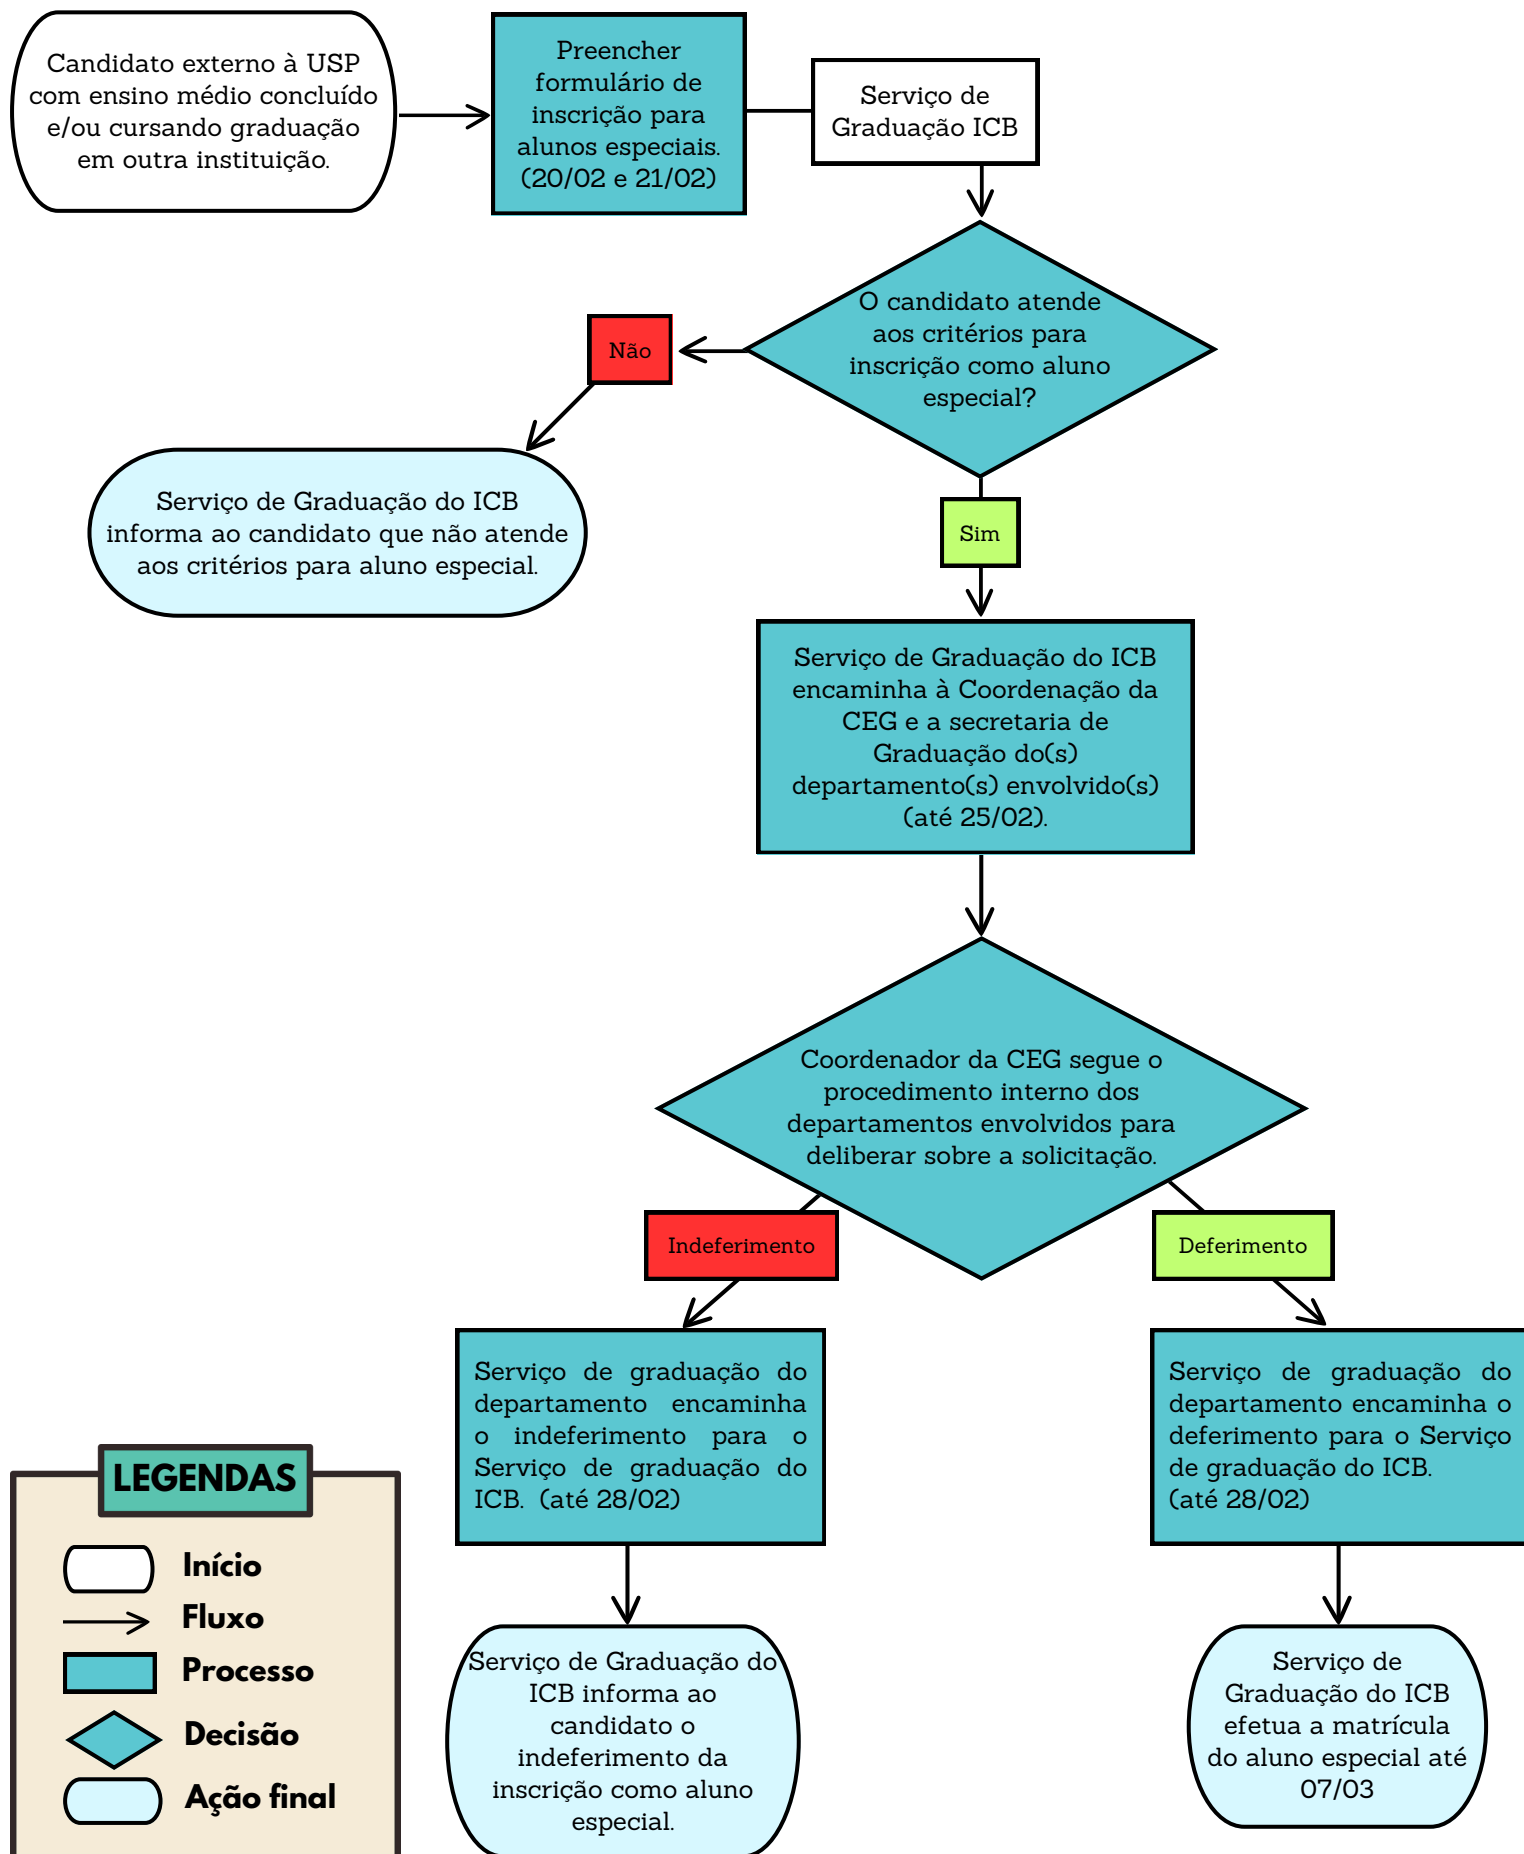 Candidato externo à USP
com ensino médio concluído
e/ou cursando graduação
em outra instituição.
Preencher
formulário de
inscrição para
alunos especiais.
(20/02 e 21/02)
Serviço de
Graduação ICB
O candidato atende
aos critérios para
inscrição como aluno
especial?
Não
Serviço de Graduação do ICB
informa ao candidato que não atende
aos critérios para aluno especial.
Sim
Serviço de Graduação do ICB
encaminha à Coordenação da
CEG e a secretaria de
Graduação do(s)
departamento(s) envolvido(s)
(até 25/02).
Coordenador da CEG segue o
procedimento interno dos
departamentos envolvidos para
deliberar sobre a solicitação.
Indeferimento
Deferimento
Serviço de graduação do
departamento encaminha
o indeferimento para o
Serviço de graduação do
ICB. (até 28/02)
Serviço de graduação do
departamento encaminha o
deferimento para o Serviço
de graduação do ICB.
(até 28/02)
Serviço de Graduação do
ICB informa ao
candidato o
indeferimento da
inscrição como aluno
especial.
Serviço de
Graduação do ICB
efetua a matrícula
do aluno especial até
07/03
LEGENDAS
Início
Fluxo
Processo
Decisão
Ação final